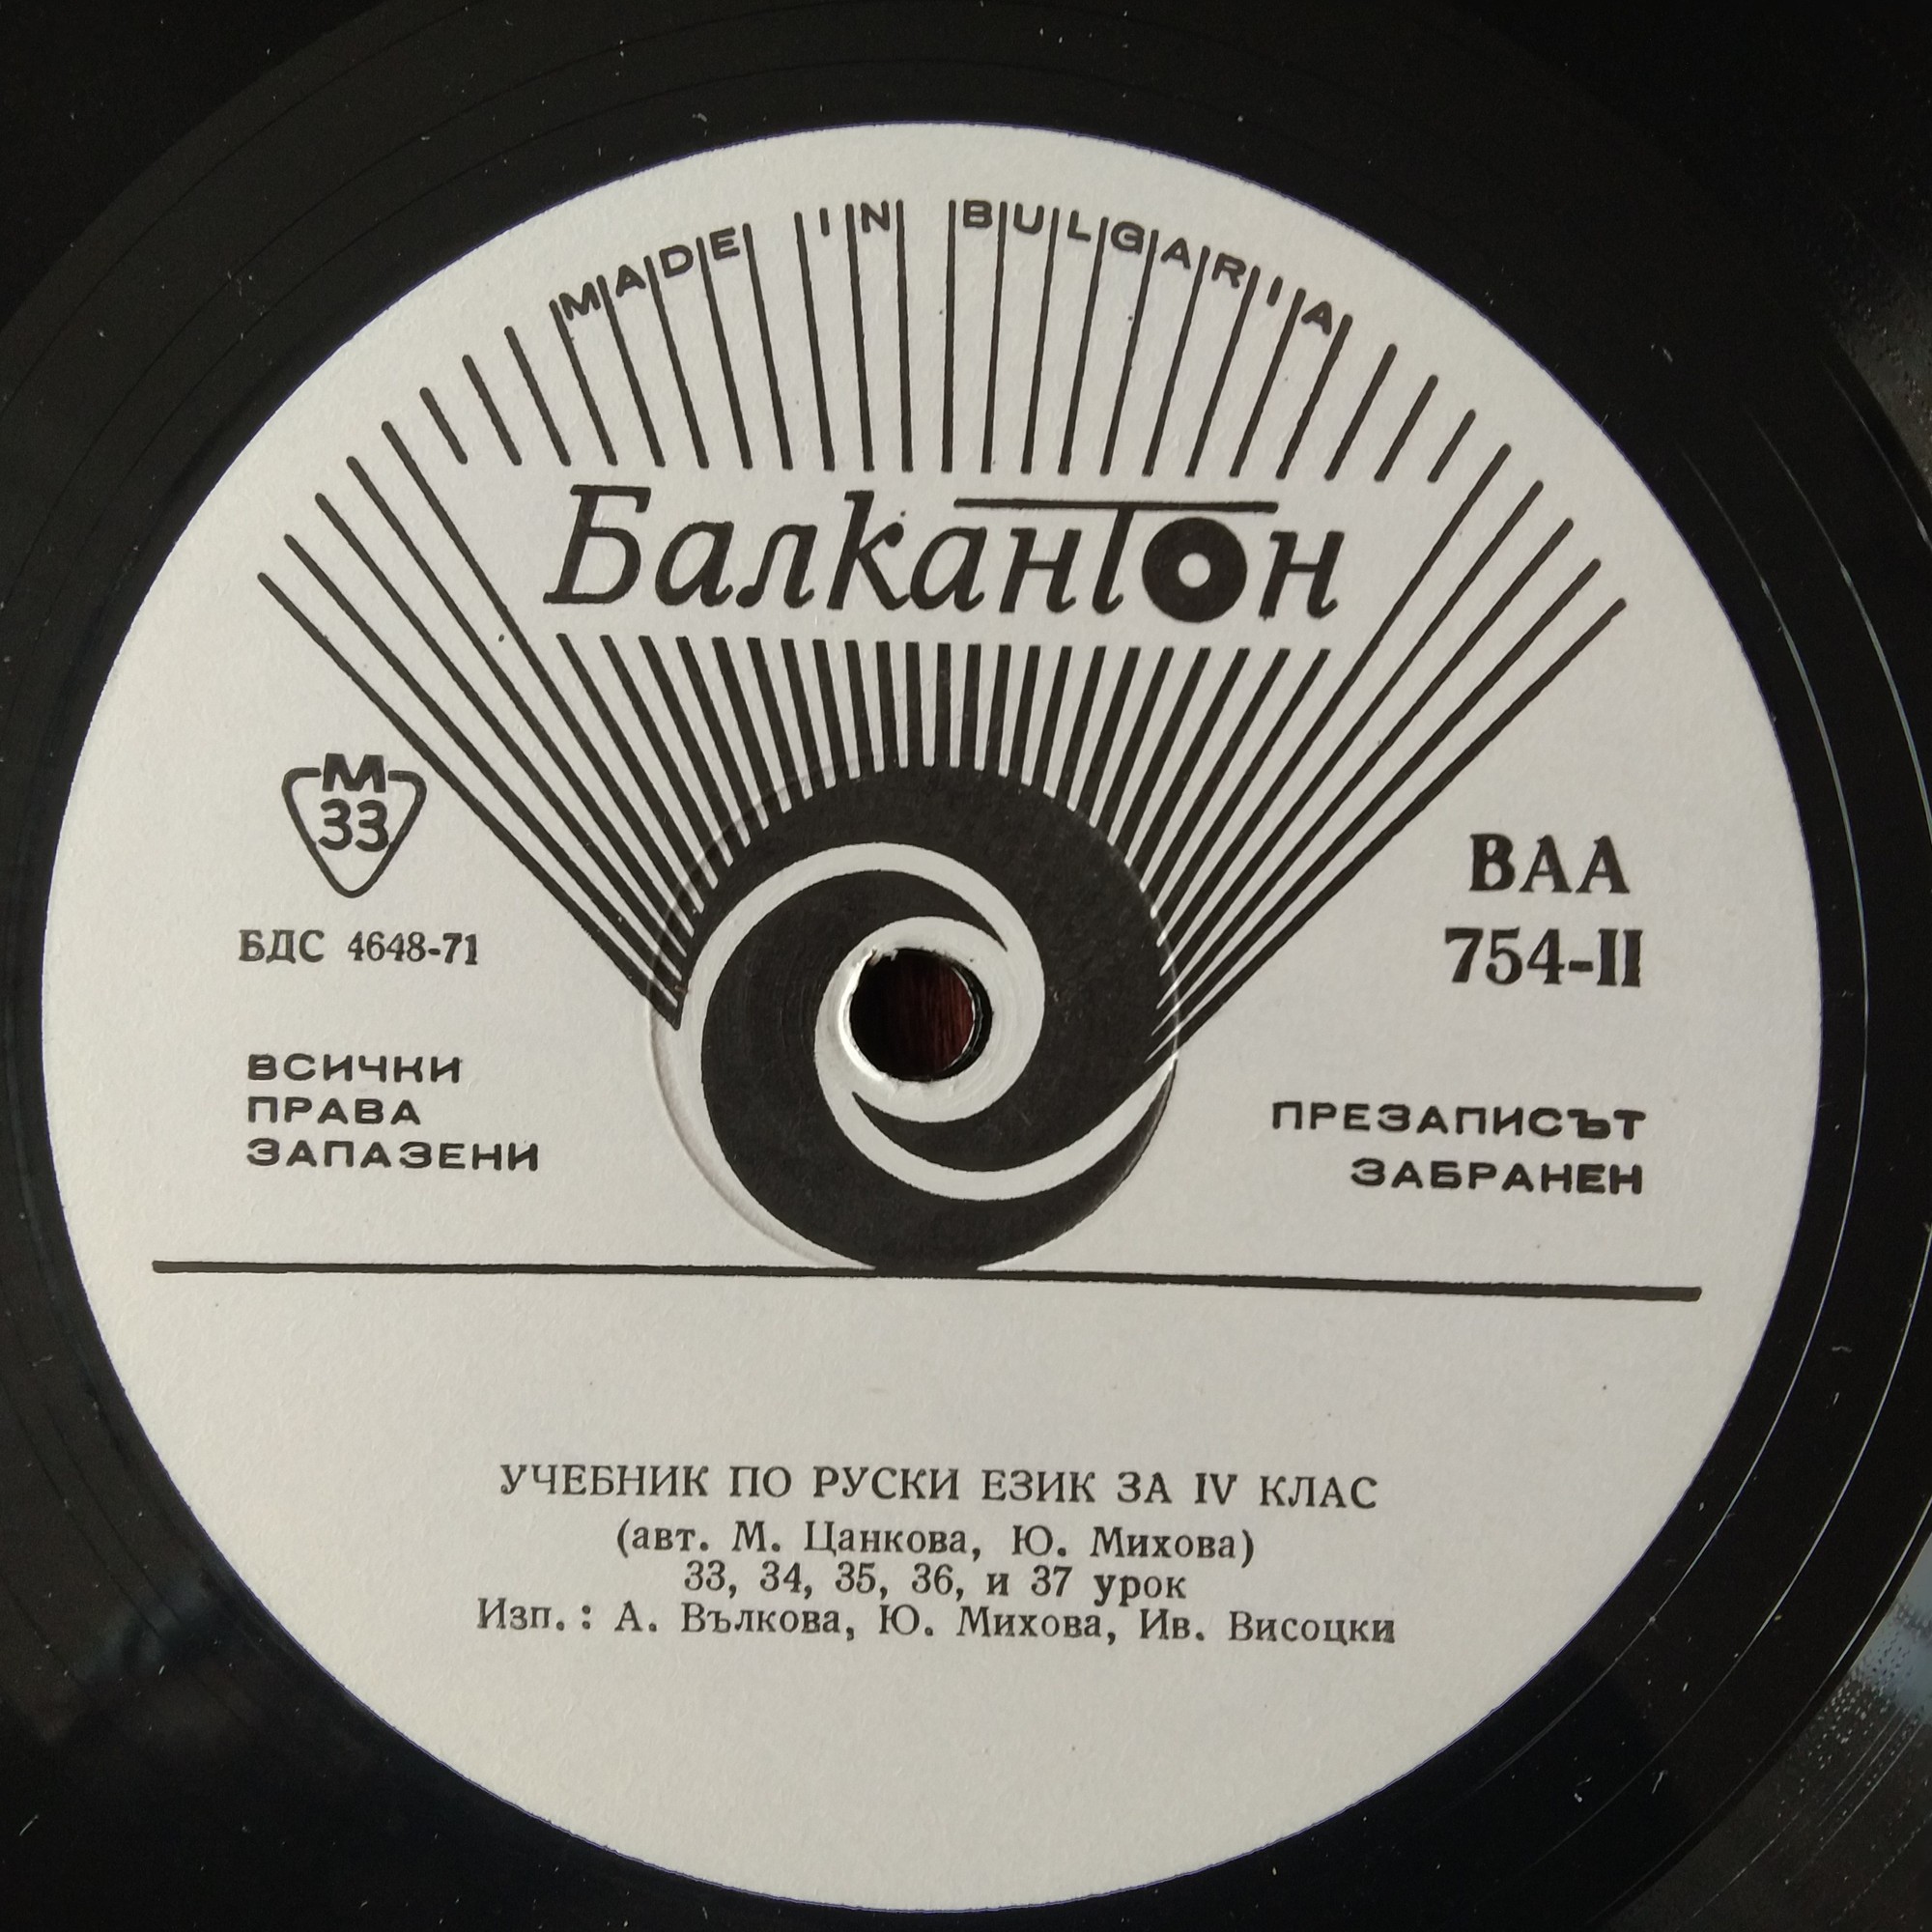 MADE IN BULGARIA
Балкантон
М
33
БДС 4648-71
ВАА
754-II
ВСИЧКИ
ПРАВА
ЗАПАЗЕНИ
ПРЕЗАПИСЪТ
ЗАБРАНЕН
УЧЕБНИК ПО РУСКИ ЕЗИК ЗА IV КЛАС
(авт. М. Цанкова, Ю. Михова)
33, 34, 35, 36, и 37 урок
Изп. : А. Вълкова, Ю. Михова, Ив. Високи